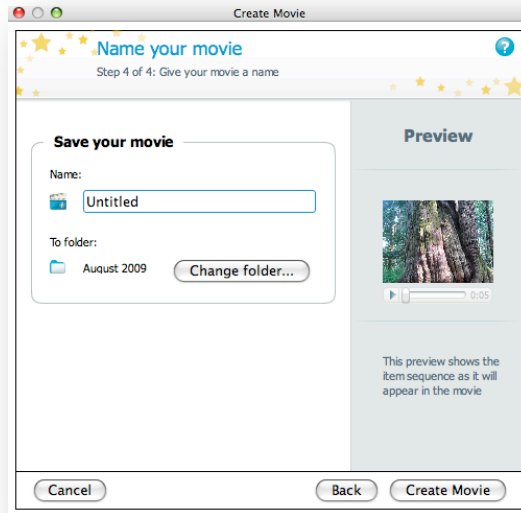 Create Movie
Name your movie
?
Step 4 of 4: Give your movie a name
Save your movie
Name:
Untitled
To folder:
August 2009
Change folder...
Preview
0:05
This preview shows the
item sequence as it will
appear in the movie
Cancel
Back
Create Movie